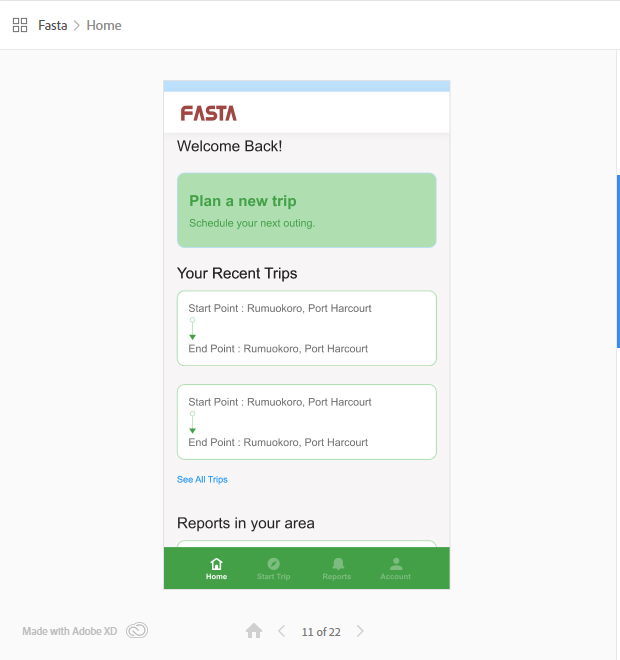 Fasta > Home
FASTA
Welcome Back!
Plan a new trip
Schedule your next outing.
Your Recent Trips
Start Point : Rumuokoro, Port Harcourt
End Point : Rumuokoro, Port Harcourt
Start Point : Rumuokoro, Port Harcourt
End Point : Rumuokoro, Port Harcourt
See All Trips
Reports in your area
Home Start Trip Reports Account
Made with Adobe XD 11 of 22